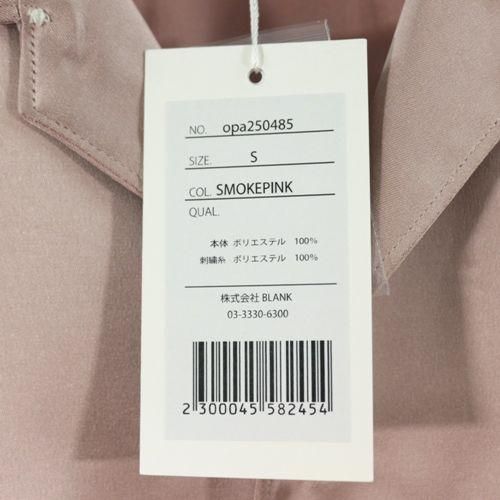 NO. opa250485
SIZE. S
COL. SMOKEPINK
QUAL.
本体 ポリエステル 100%
刺繍糸 ポリエステル 100%
株式会社 BLANK
03-3330-6300
2 300045 582454